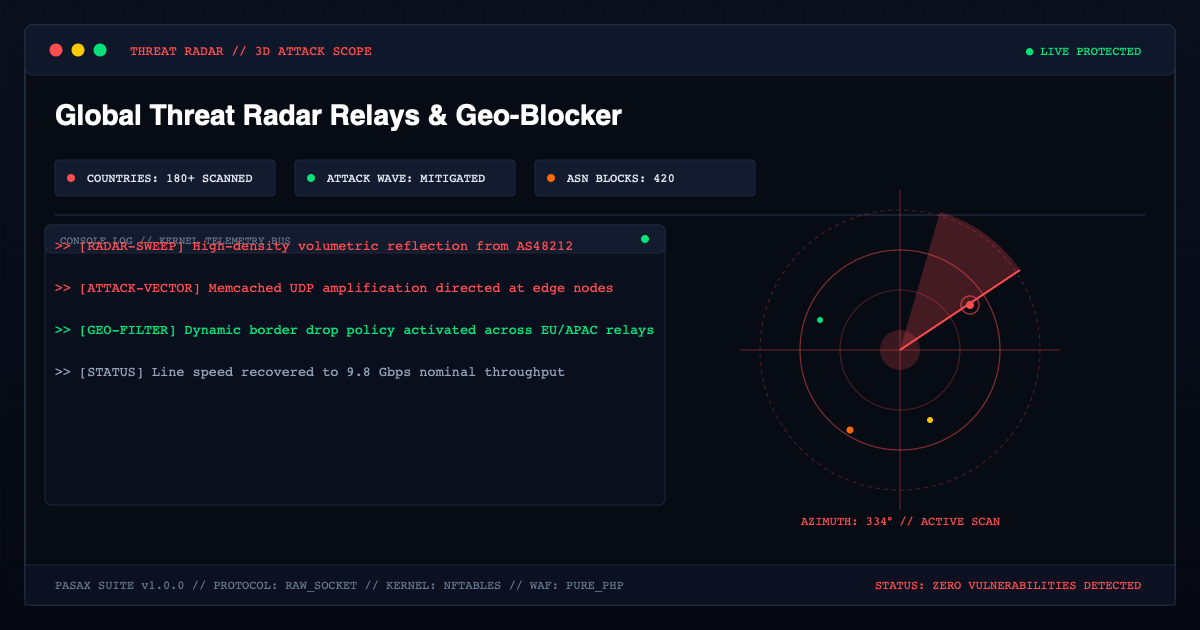 THREAT RADAR // 3D ATTACK SCOPE
LIVE PROTECTED
Global Threat Radar Relays & Geo-Blocker
COUNTRIES: 180+ SCANNED
ATTACK WAVE: MITIGATED
ASN BLOCKS: 420
CONSOLE LOG // KERNEL TELEMETRY BUS
>> [RADAR-SWEEP] High-density volumetric reflection from AS48212
>> [ATTACK-VECTOR] Memcached UDP amplification directed at edge nodes
>> [GEO-FILTER] Dynamic border drop policy activated across EU/APAC relays
>> [STATUS] Line speed recovered to 9.8 Gbps nominal throughput
AZIMUTH: 334° // ACTIVE SCAN
PASAX SUITE v1.0.0 // PROTOCOL: RAW_SOCKET // KERNEL: NFTABLES // WAF: PURE_PHP
STATUS: ZERO VULNERABILITIES DETECTED